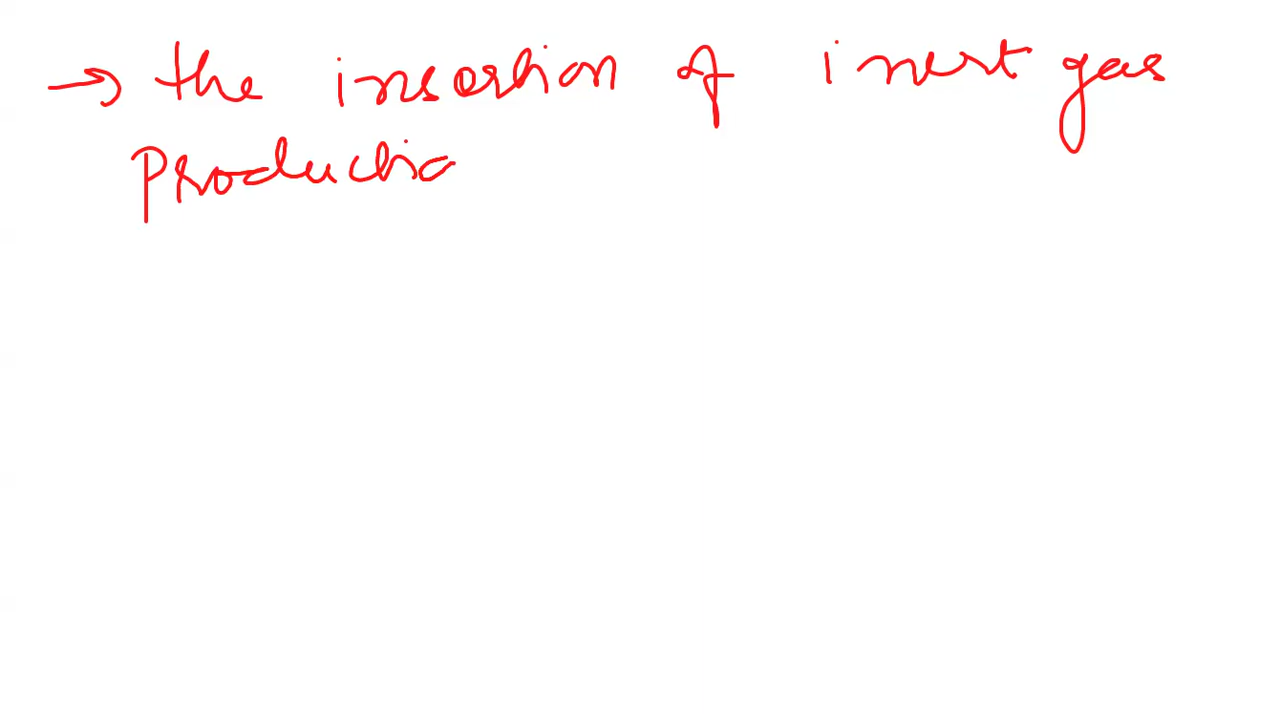 → the insertion of inert gas
Productio